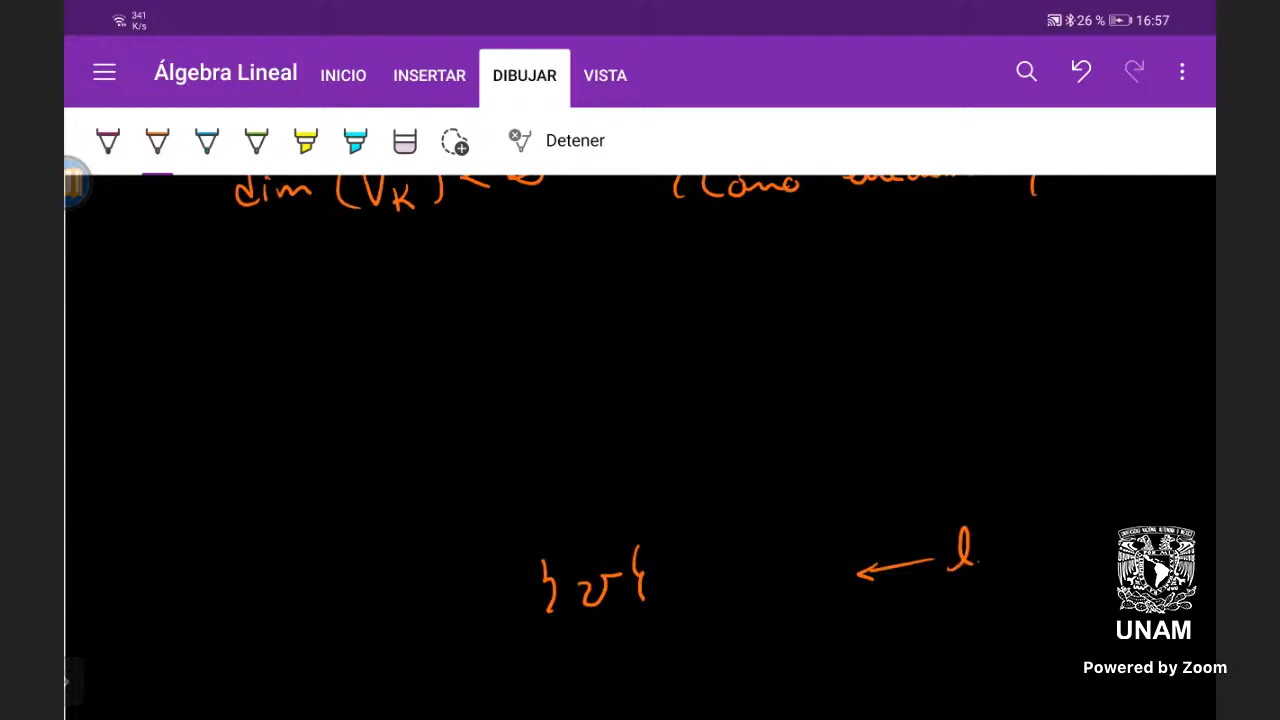 341
K/s
26 % 16:57
Álgebra Lineal INICIO INSERTAR DIBUJAR VISTA
Detener
dim (V_K) < ∞ (Como
{v} ← l.
UNAM
Powered by Zoom